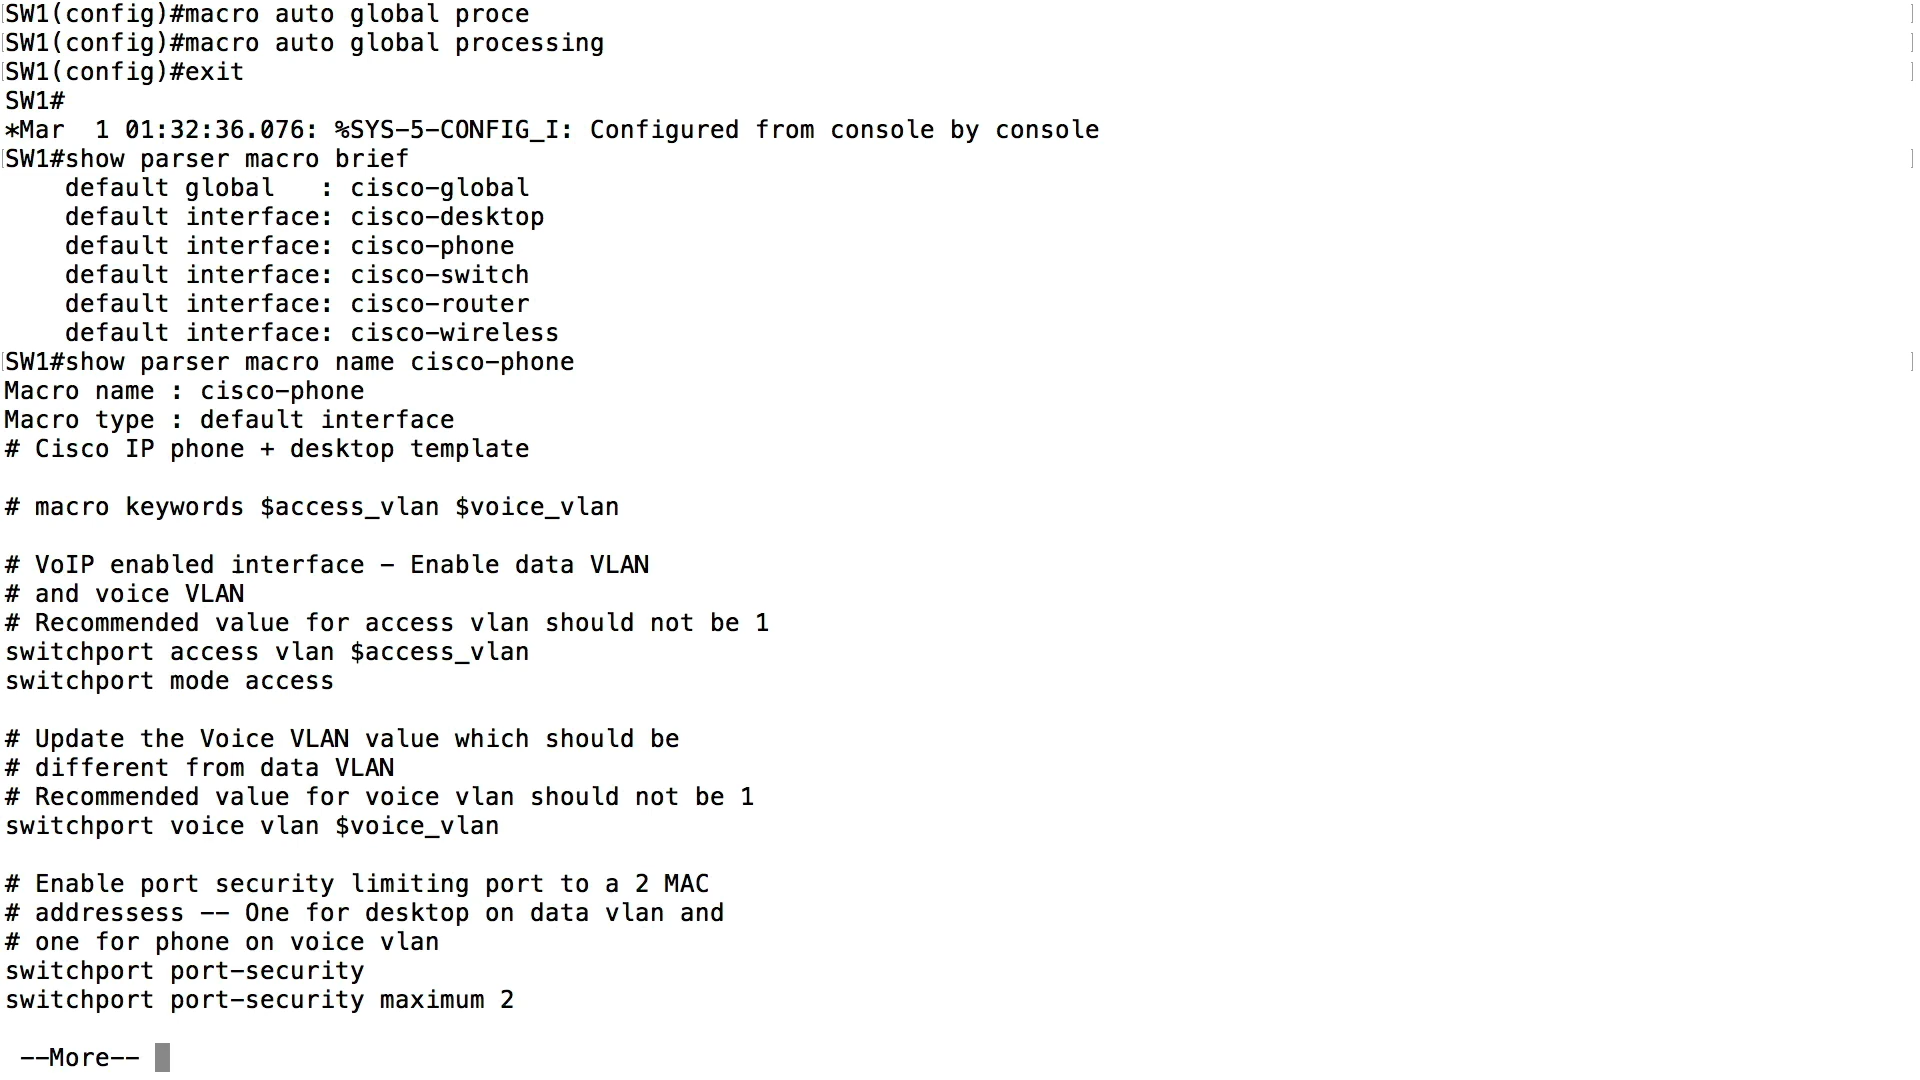 SW1(config)#macro auto global proce
SW1(config)#macro auto global processing
SW1(config)#exit
SW1#
*Mar  1 01:32:36.076: %SYS-5-CONFIG_I: Configured from console by console
SW1#show parser macro brief
    default global   : cisco-global
    default interface: cisco-desktop
    default interface: cisco-phone
    default interface: cisco-switch
    default interface: cisco-router
    default interface: cisco-wireless
SW1#show parser macro name cisco-phone
Macro name : cisco-phone
Macro type : default interface
# Cisco IP phone + desktop template
# macro keywords $access_vlan $voice_vlan
# VoIP enabled interface - Enable data VLAN
# and voice VLAN
# Recommended value for access vlan should not be 1
switchport access vlan $access_vlan
switchport mode access
# Update the Voice VLAN value which should be
# different from data VLAN
# Recommended value for voice vlan should not be 1
switchport voice vlan $voice_vlan
# Enable port security limiting port to a 2 MAC
# addressess -- One for desktop on data vlan and
# one for phone on voice vlan
switchport port-security
switchport port-security maximum 2
 --More--